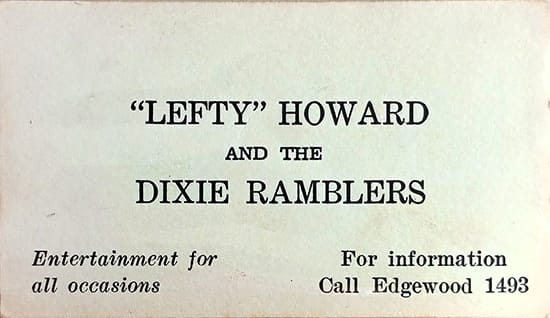 “LEFTY” HOWARD
AND THE
DIXIE RAMBLERS
Entertainment for
all occasions
For information
Call Edgewood 1493